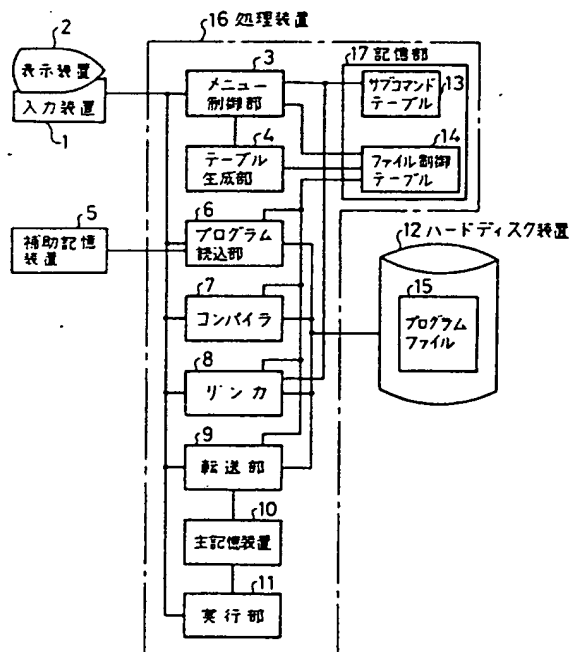 16 処理装置
2
表示装置
入力装置
1
3
メニュー
制御部
4
テーブル
生成部
17 記憶部
サブコマンド
テーブル
13
14
ファイル制御
テーブル
5
補助記憶
装置
6
プログラム
読込部
7
コンパイラ
8
リンカ
9
転送部
10
主記憶装置
11
実行部
12 ハードディスク装置
15
プログラム
ファイル